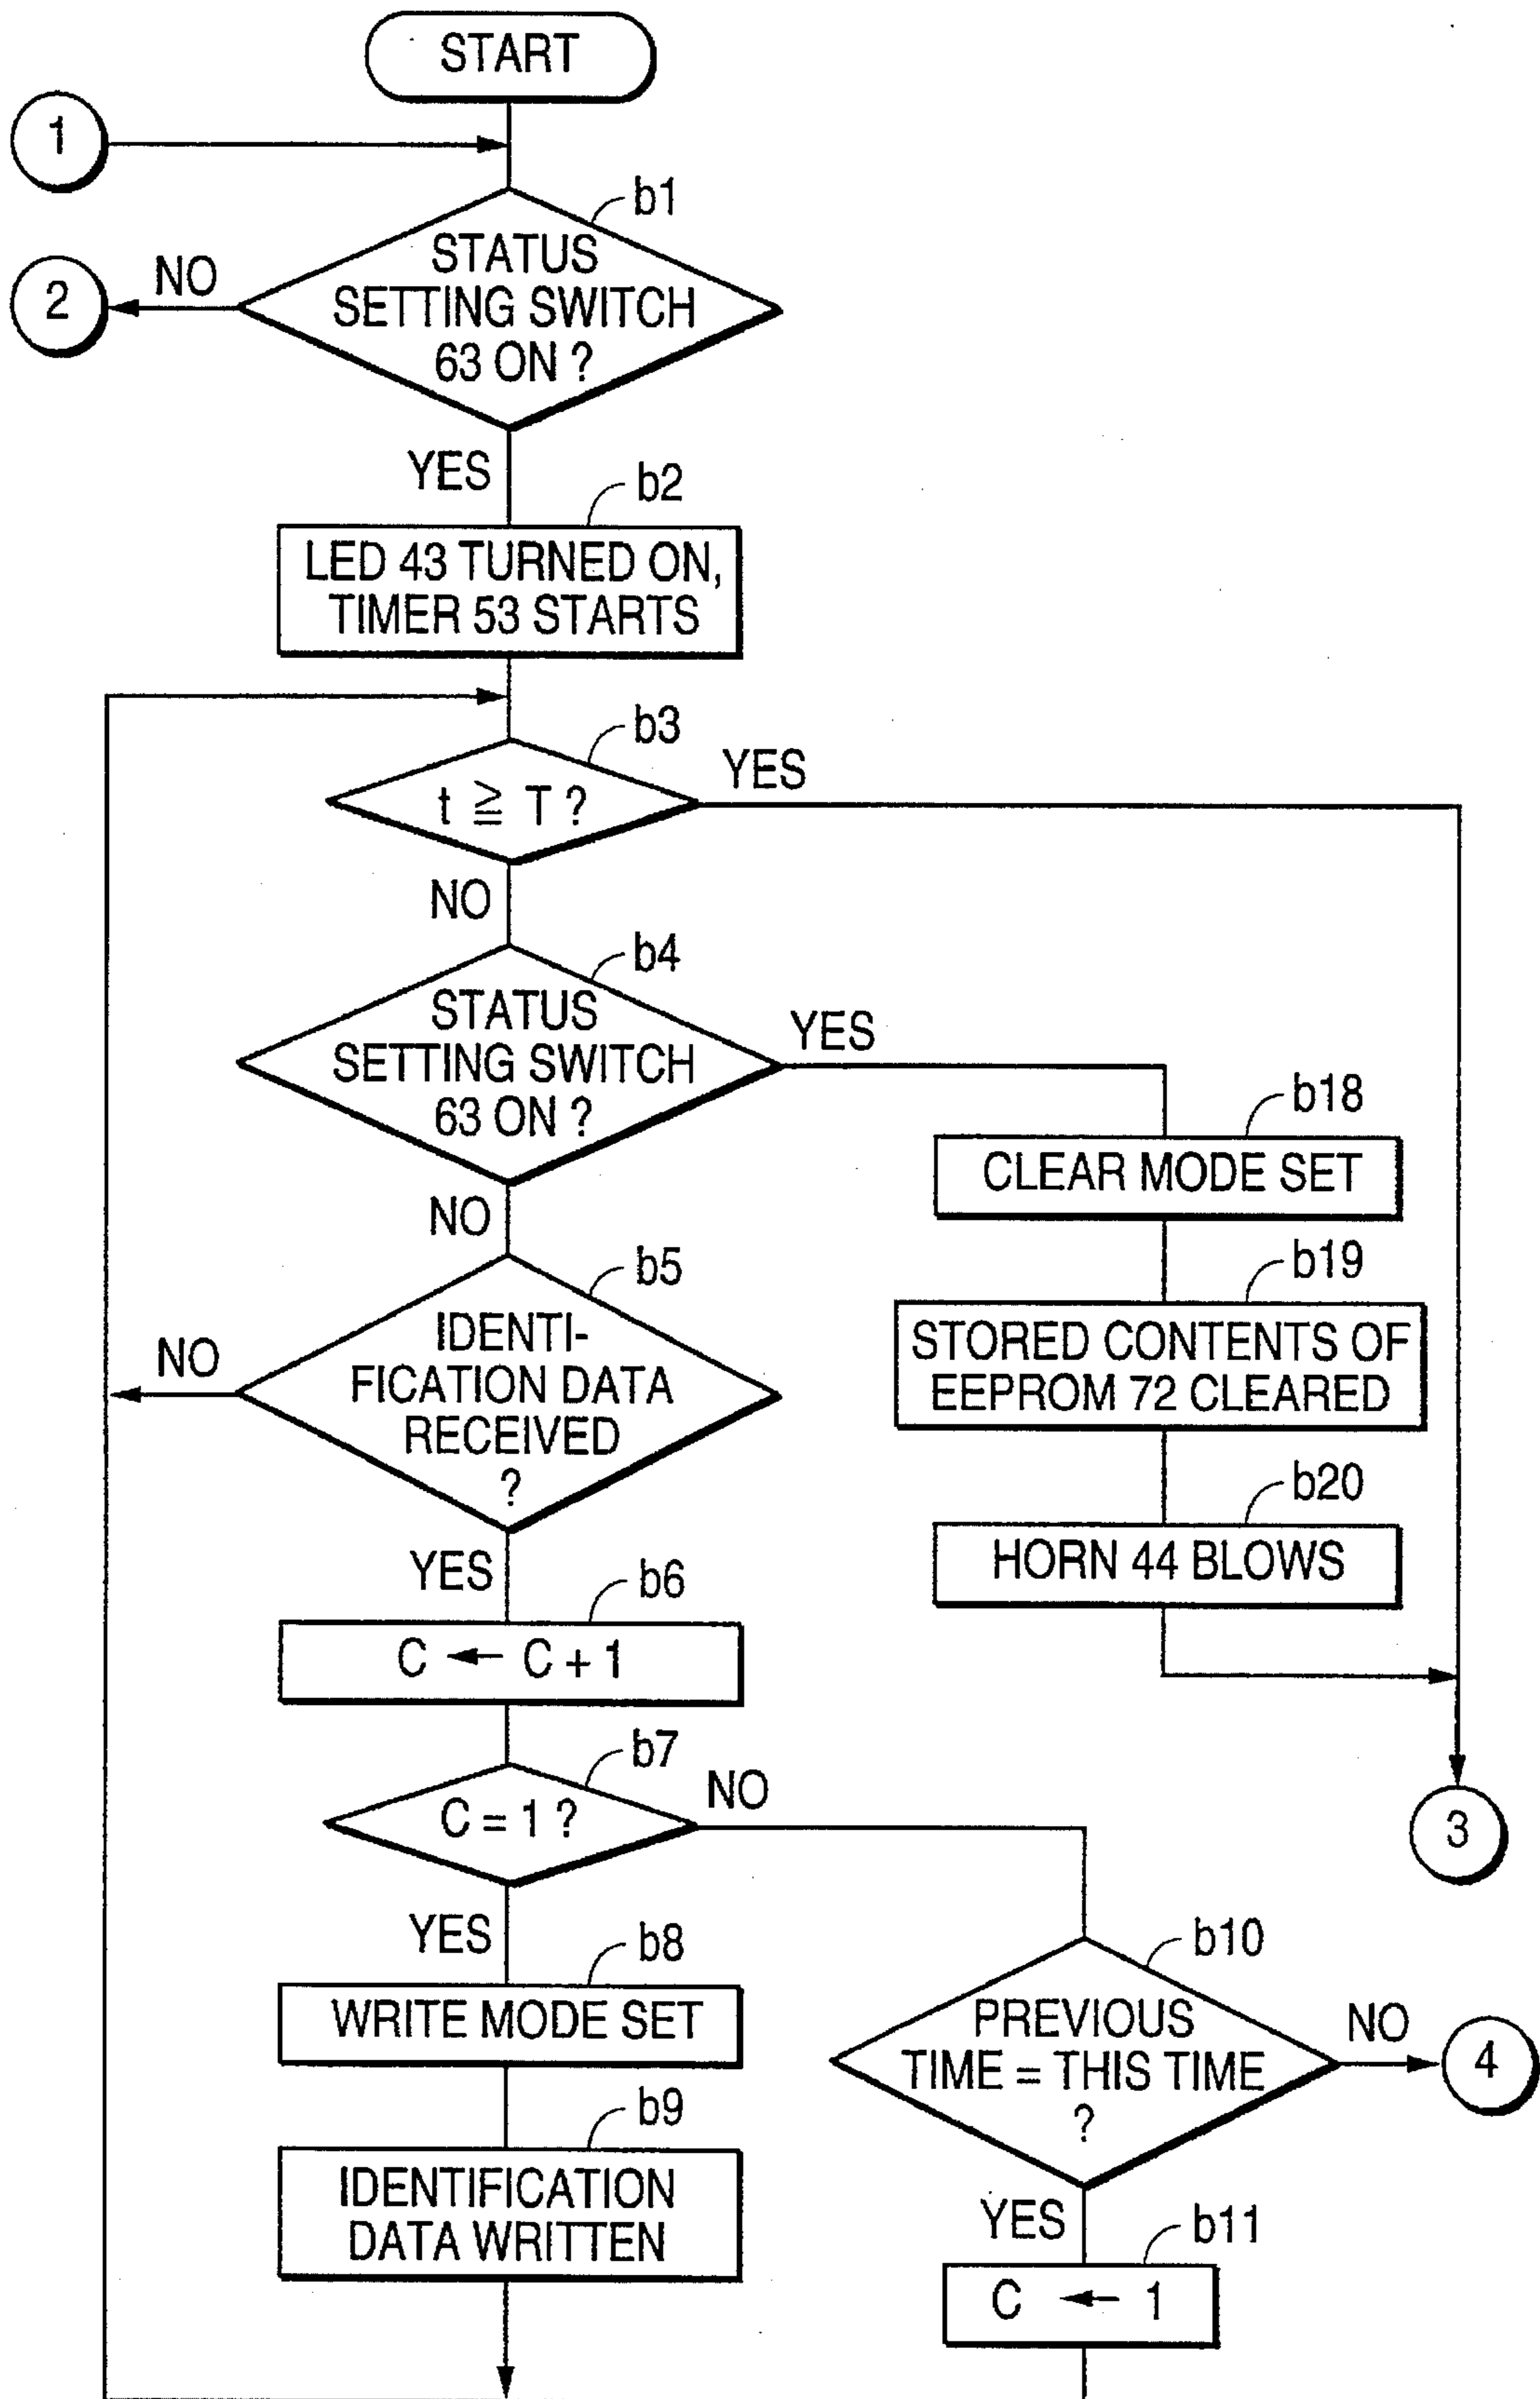 START
1
b1
STATUS
SETTING SWITCH
63 ON ?
NO
2
YES
b2
LED 43 TURNED ON,
TIMER 53 STARTS
b3
t ≧ T ?
YES
NO
b4
STATUS
SETTING SWITCH
63 ON ?
YES
b18
CLEAR MODE SET
NO
b19
STORED CONTENTS OF
EEPROM 72 CLEARED
b5
IDENTI-
FICATION DATA
RECEIVED
?
NO
b20
HORN 44 BLOWS
YES
b6
C ← C + 1
b7
C = 1 ?
NO
3
YES
b8
WRITE MODE SET
b10
PREVIOUS
TIME = THIS TIME
?
NO
4
b9
IDENTIFICATION
DATA WRITTEN
YES
b11
C ← 1